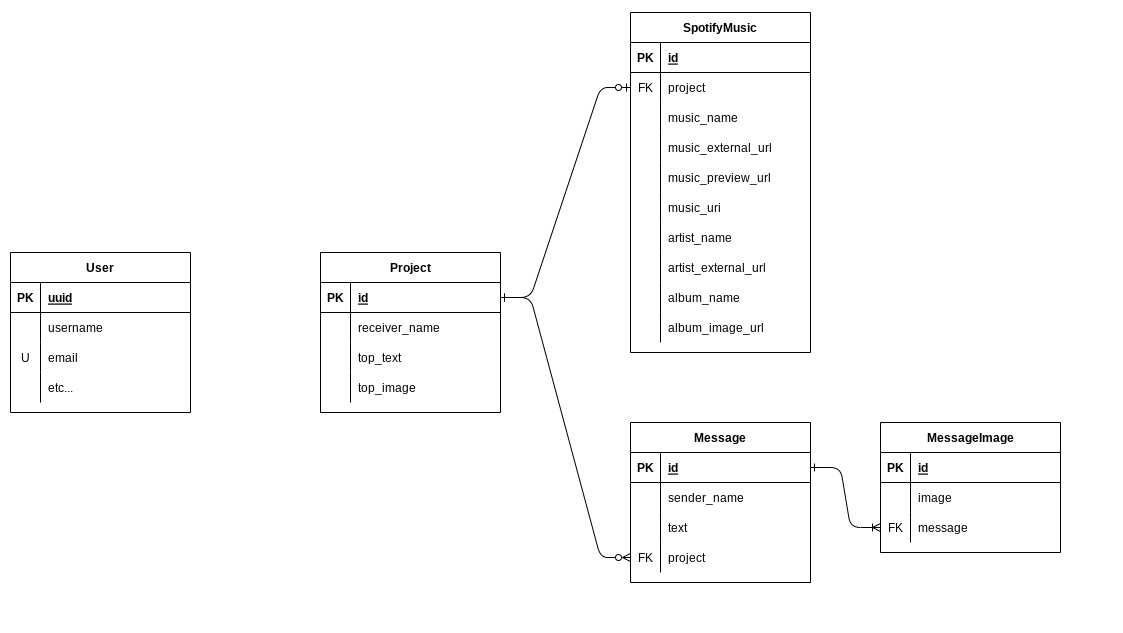 SpotifyMusic
PK id
FK project
music_name
music_external_url
music_preview_url
music_uri
artist_name
artist_external_url
album_name
album_image_url
User
PK uuid
username
U email
etc...
Project
PK id
receiver_name
top_text
top_image
Message
PK id
sender_name
text
FK project
MessageImage
PK id
image
FK message